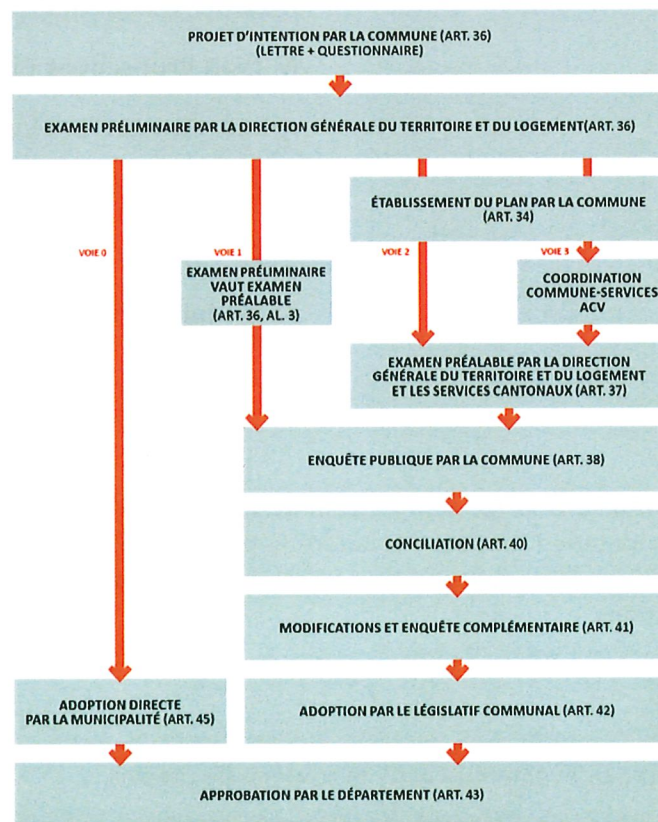 PROJET D'INTENTION PAR LA COMMUNE (ART. 36)
(LETTRE + QUESTIONNAIRE)
EXAMEN PRÉLIMINAIRE PAR LA DIRECTION GÉNÉRALE DU TERRITOIRE ET DU LOGEMENT(ART. 36)
ÉTABLISSEMENT DU PLAN PAR LA COMMUNE
(ART. 34)
VOIE 0
VOIE 1
VOIE 2
VOIE 3
EXAMEN PRÉLIMINAIRE
VAUT EXAMEN
PRÉALABLE
(ART. 36, AL. 3)
COORDINATION
COMMUNE-SERVICES
ACV
EXAMEN PRÉALABLE PAR LA DIRECTION
GÉNÉRALE DU TERRITOIRE ET DU LOGEMENT
ET LES SERVICES CANTONAUX (ART. 37)
ENQUÊTE PUBLIQUE PAR LA COMMUNE (ART. 38)
CONCILIATION (ART. 40)
MODIFICATIONS ET ENQUÊTE COMPLÉMENTAIRE (ART. 41)
ADOPTION DIRECTE
PAR LA MUNICIPALITÉ (ART. 45)
ADOPTION PAR LE LÉGISLATIF COMMUNAL (ART. 42)
APPROBATION PAR LE DÉPARTEMENT (ART. 43)